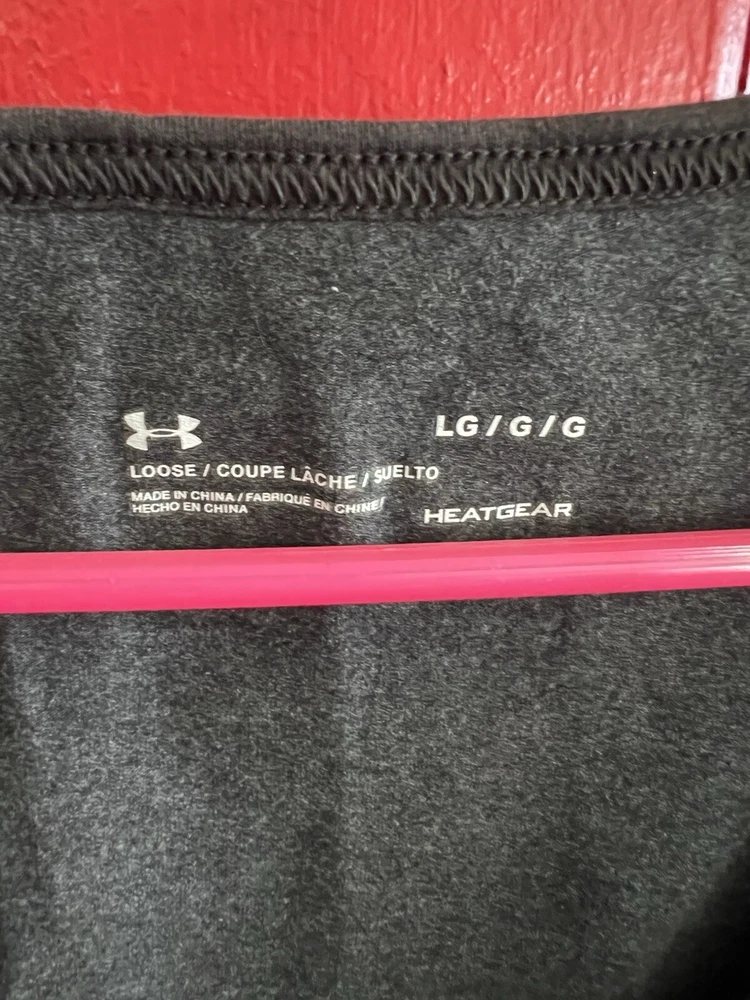 LG / G / G
LOOSE / COUPE LÂCHE / SUELTO
MADE IN CHINA / FABRIQUÉ EN CHINE /
HECHO EN CHINA
HEATGEAR